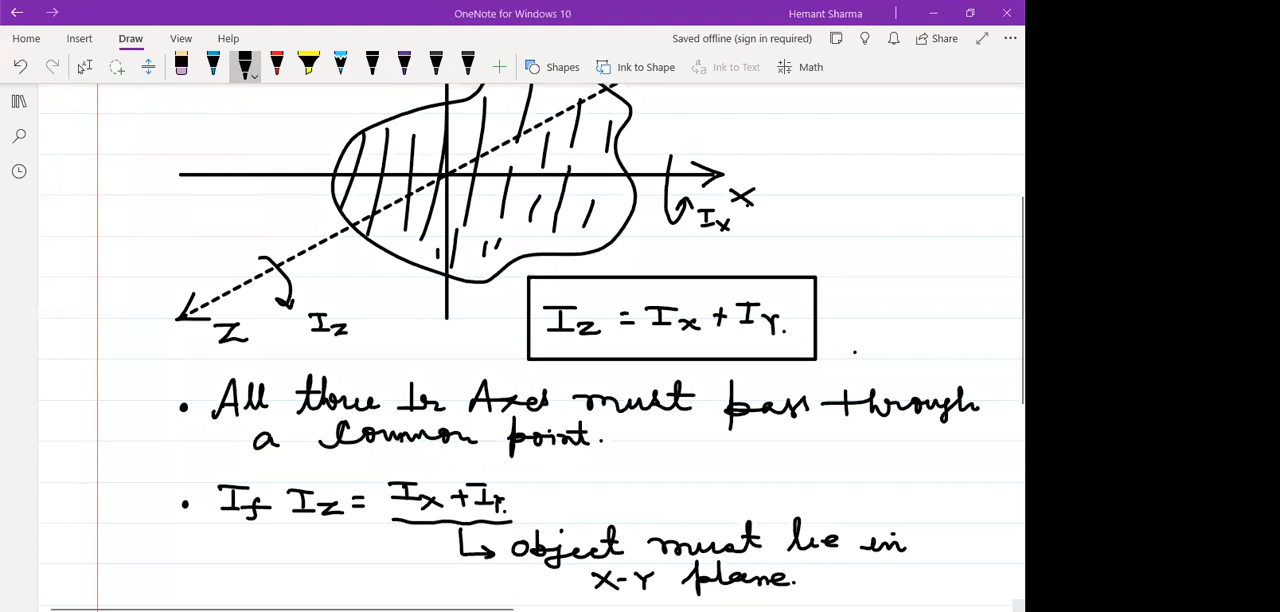 OneNote for Windows 10
Hemant Sharma
Home Insert Draw View Help
Saved offline (sign in required) Share
Shapes Ink to Shape Ink to Text Math
X
Ix
Z
Iz
Iz = Ix + Iy.
• All three ⊥r Axes must pass through
a common point.
• If Iz = Ix + Iy.
↳ object must lie in
X-Y plane.